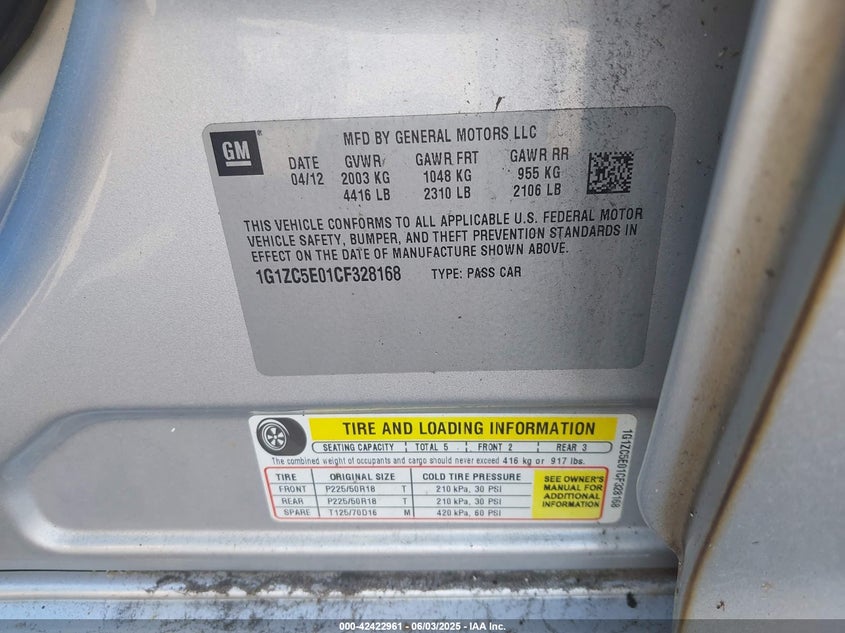 GM
MFD BY GENERAL MOTORS LLC
DATE GVWR GAWR FRT GAWR RR
04/12 2003 KG 1048 KG 955 KG
4416 LB 2310 LB 2106 LB
THIS VEHICLE CONFORMS TO ALL APPLICABLE U.S. FEDERAL MOTOR
VEHICLE SAFETY, BUMPER, AND THEFT PREVENTION STANDARDS IN
EFFECT ON THE DATE OF MANUFACTURE SHOWN ABOVE.
1G1ZC5E01CF328168 TYPE: PASS CAR
TIRE AND LOADING INFORMATION
SEATING CAPACITY TOTAL 5 FRONT 2 REAR 3
The combined weight of occupants and cargo should never exceed 416 kg or 917 lbs.
TIRE ORIGINAL SIZE COLD TIRE PRESSURE
FRONT P225/50R18 T 210 kPa, 30 PSI
REAR P225/50R18 T 210 kPa, 30 PSI
SPARE T125/70D16 M 420 kPa, 60 PSI
SEE OWNER'S
MANUAL FOR
ADDITIONAL
INFORMATION
1G1ZC5E01CF328168
000-42422961 - 06/03/2025 - IAA Inc.